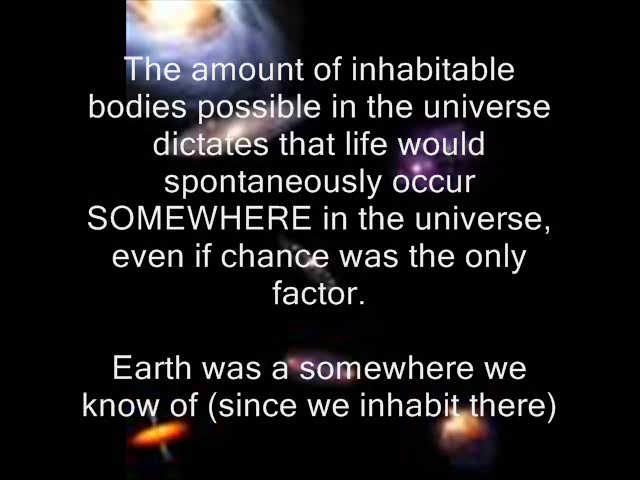 The amount of inhabitable
bodies possible in the universe
dictates that life would
spontaneously occur
SOMEWHERE in the universe,
even if chance was the only
factor.
Earth was a somewhere we
know of (since we inhabit there)